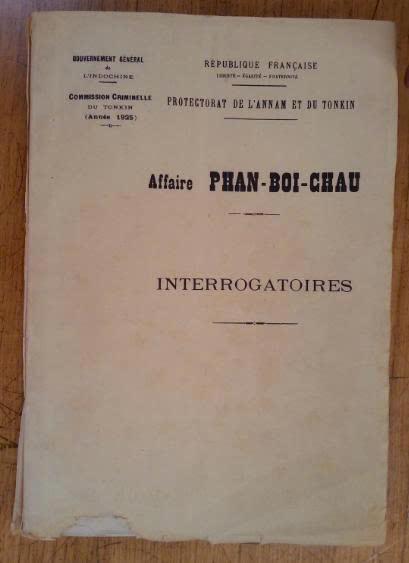 GOUVERNEMENT GÉNÉRAL
de
L'INDOCHINE
COMMISSION CRIMINELLE
DU TONKIN
(Année 1925)
RÉPUBLIQUE FRANÇAISE
LIBERTÉ – ÉGALITÉ – FRATERNITÉ
PROTECTORAT DE L'ANNAM ET DU TONKIN
Affaire PHAN-BOI-CHAU
INTERROGATOIRES